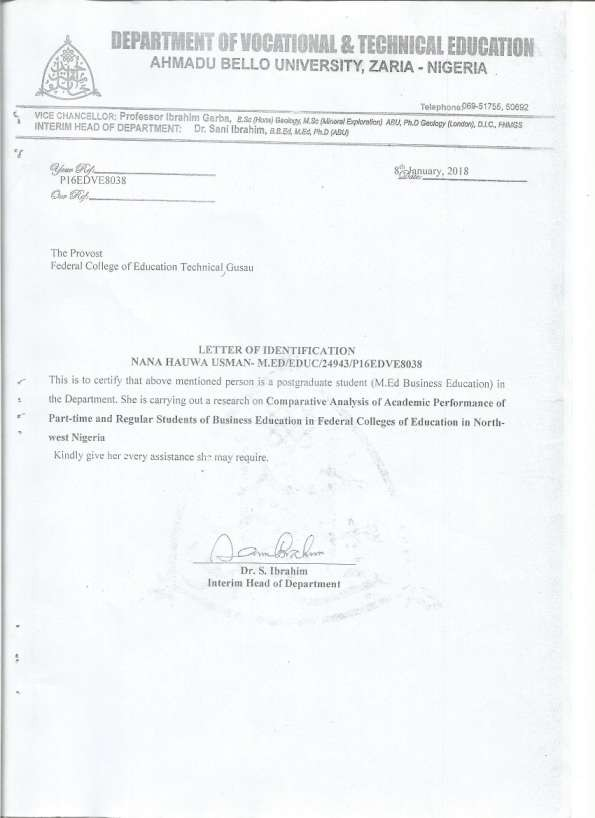 DEPARTMENT OF VOCATIONAL & TECHNICAL EDUCATION
AHMADU BELLO UNIVERSITY, ZARIA - NIGERIA
Telephone:069-51755, 50692
VICE CHANCELLOR: Professor Ibrahim Garba, B.Sc (Hons) Geology, M.Sc (Mineral Exploration) ABU, Ph.D Geology (London), D.I.C., FNMGS
INTERIM HEAD OF DEPARTMENT: Dr. Sani Ibrahim, B.B.Ed, M.Ed, Ph.D (ABU)
Your Ref:
8th January, 2018
Date:
P16EDVE8038
Our Ref:
The Provost
Federal College of Education Technical, Gusau
LETTER OF IDENTIFICATION
NANA HAUWA USMAN- M.ED/EDUC/24943/P16EDVE8038
This is to certify that above mentioned person is a postgraduate student (M.Ed Business Education) in
the Department. She is carrying out a research on Comparative Analysis of Academic Performance of
Part-time and Regular Students of Business Education in Federal Colleges of Education in North-
west Nigeria
Kindly give her every assistance she may require.
Dr. S. Ibrahim
Interim Head of Department